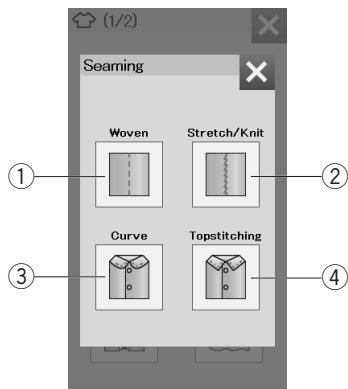 (1/2)
Seaming
Woven Stretch/Knit
① ②
Curve Topstitching
③ ④